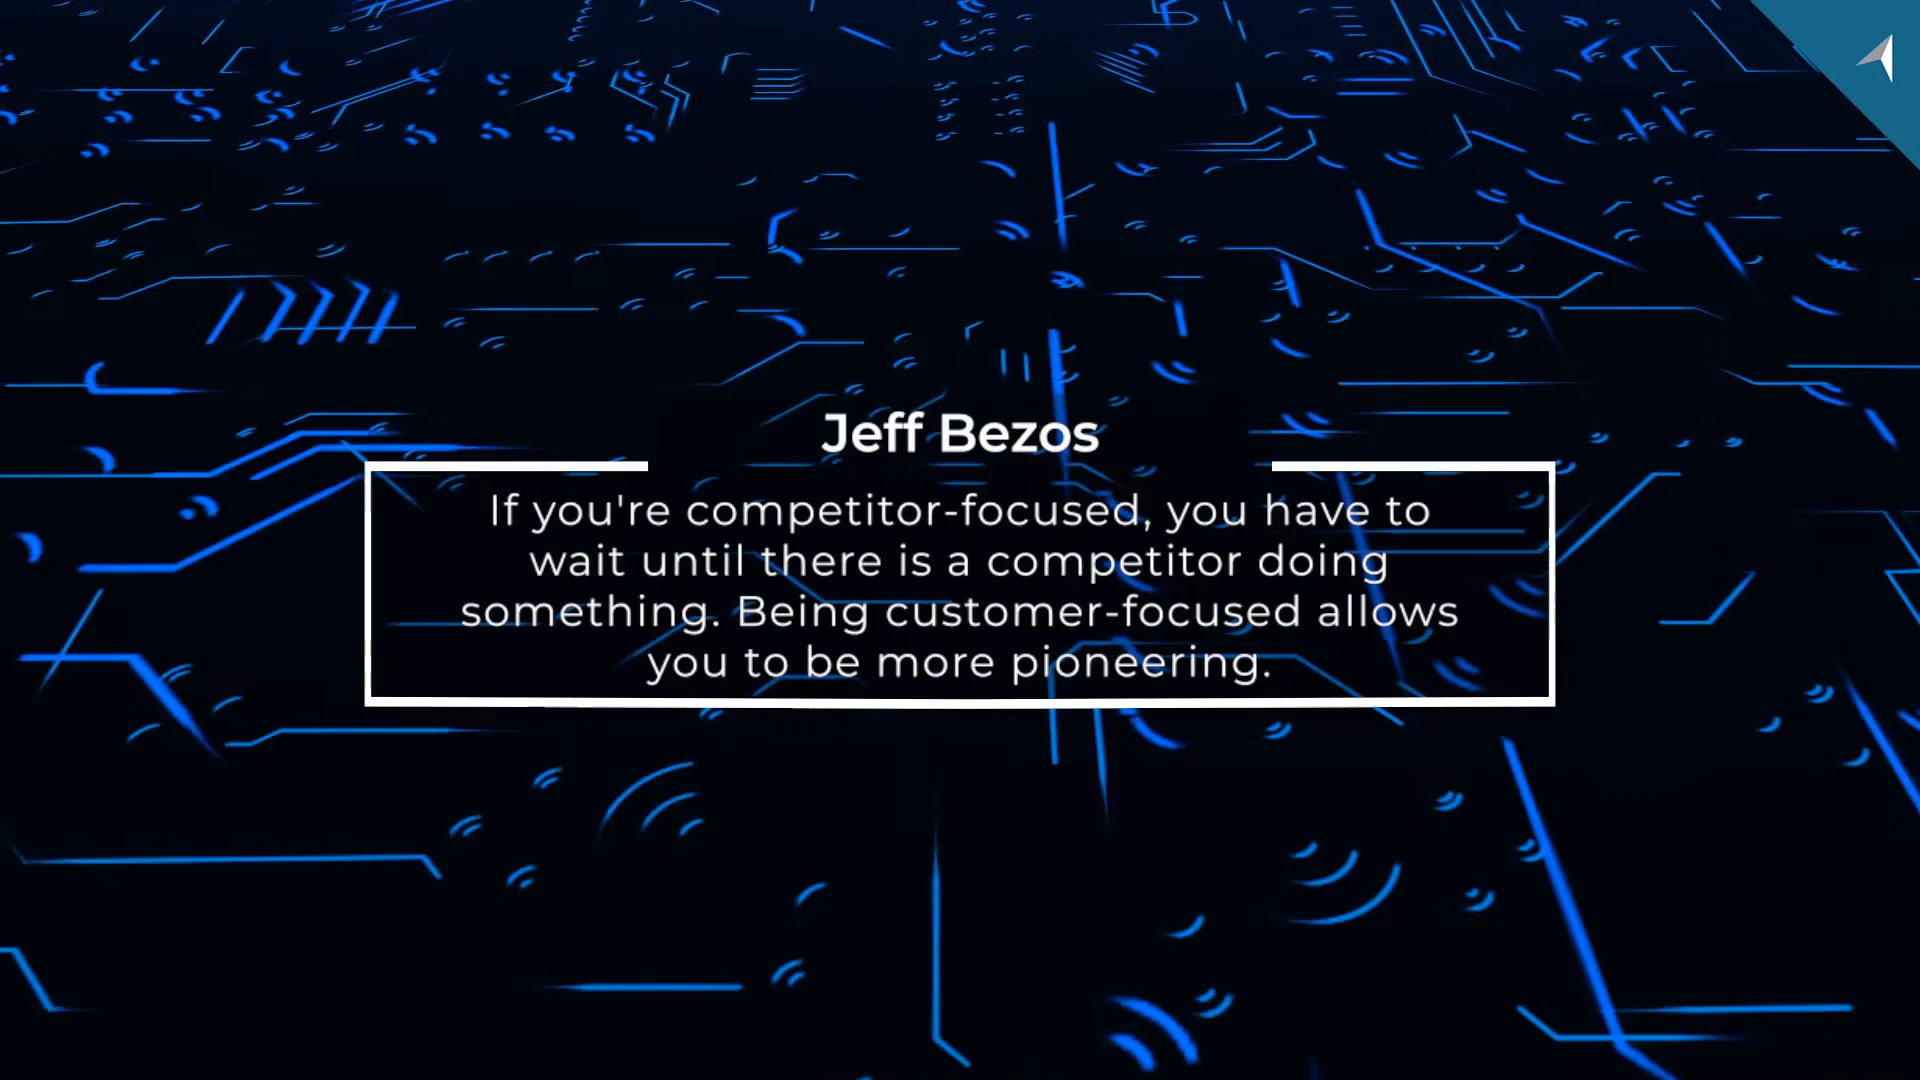 Jeff Bezos
If you're competitor-focused, you have to
wait until there is a competitor doing
something. Being customer-focused allows
you to be more pioneering.